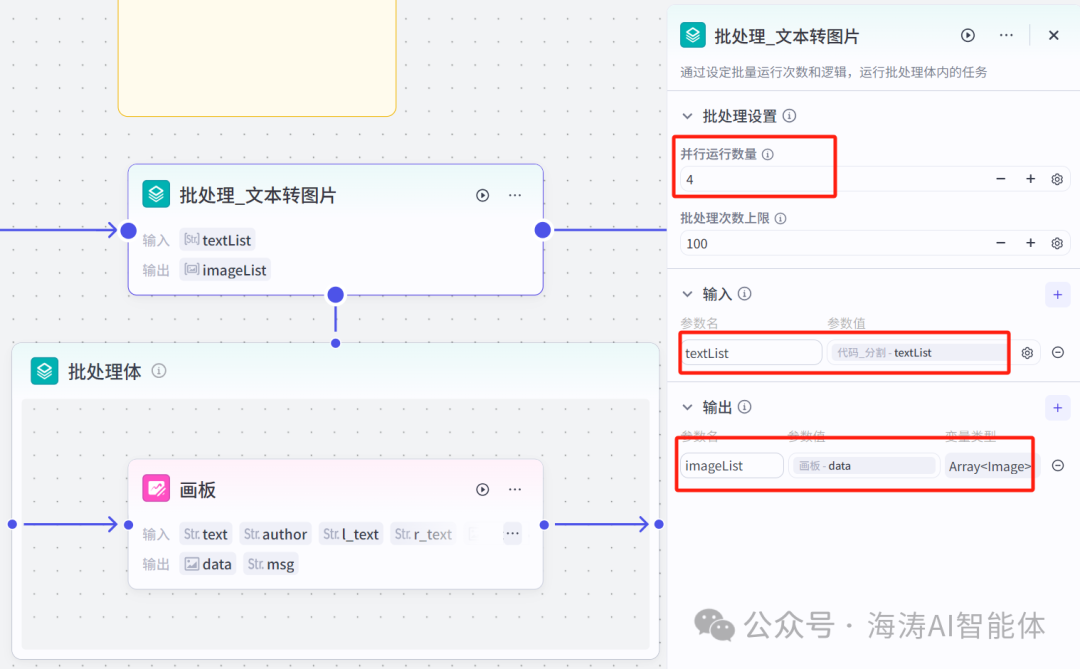 批处理_文本转图片
输入 Str. textList
输出 imageList
批处理体
画板
输入 Str. text Str. author Str. l_text Str. r_text ...
输出 data Str. msg
批处理_文本转图片
通过设定批量运行次数和逻辑，运行批处理体内的任务
批处理设置
并行运行数量
4
批处理次数上限
100
输入
参数名 参数值
textList 代码_分割 - textList
输出
参数名 参数值 变量类型
imageList 画板 - data Array<Image>
公众号 · 海涛AI智能体